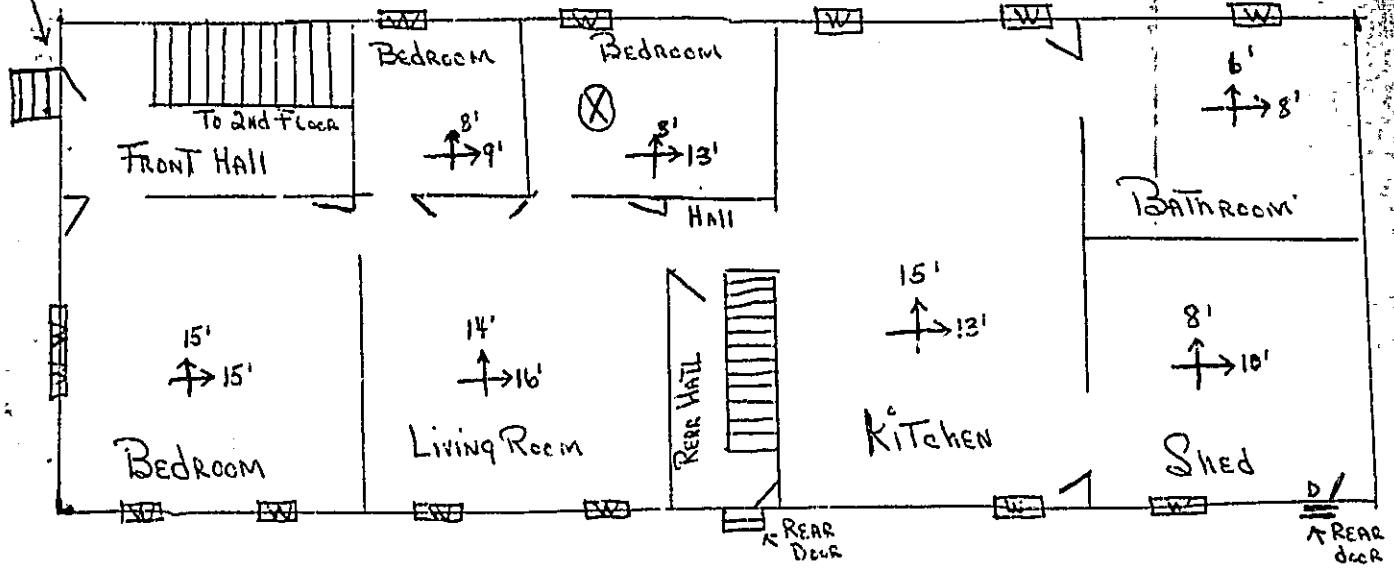 W
W
W
W
W
BEDROOM
BEDROOM
6'
8'
X
TO 2ND FLOOR
8'
9'
8'
13'
FRONT HALL
BATHROOM
HALL
15'
13'
15'
15'
14'
16'
8'
10'
W
REAR HALL
KITCHEN
LIVING ROOM
BEDROOM
SHED
W
W
W
W
W
W
D
REAR
DOOR
REAR
DOOR